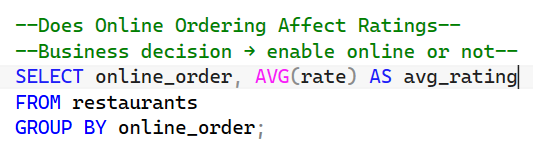 --Does Online Ordering Affect Ratings--
--Business decision → enable online or not--
SELECT online_order, AVG(rate) AS avg_rating
FROM restaurants
GROUP BY online_order;